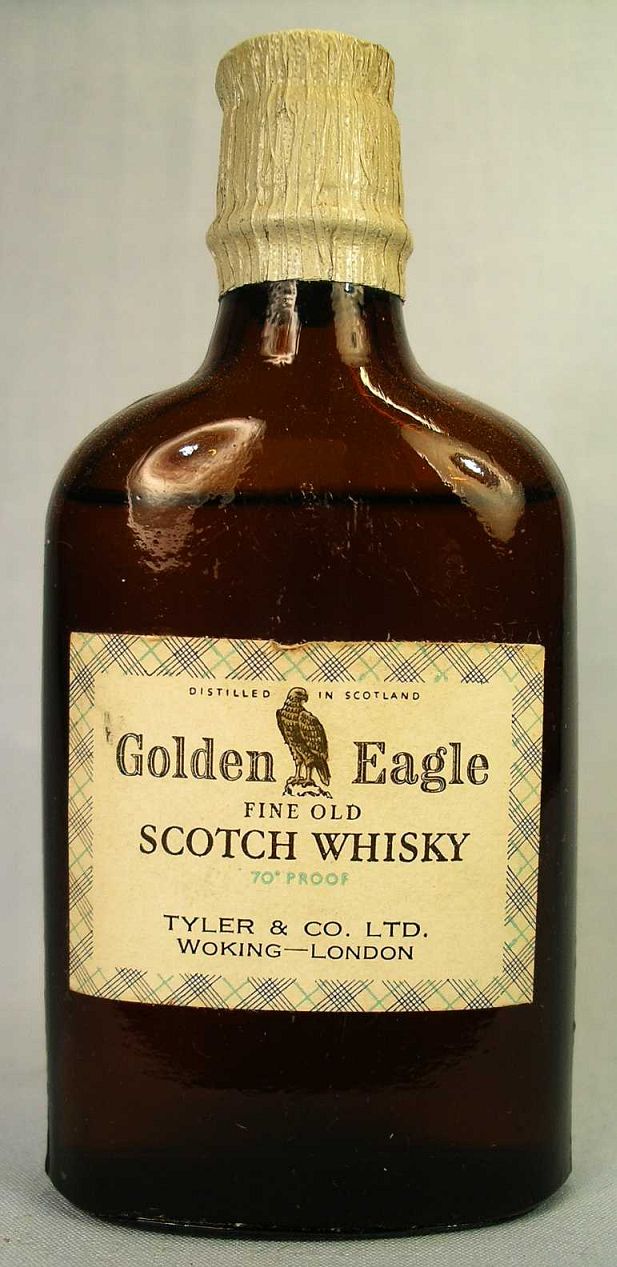 DISTILLED IN SCOTLAND
Golden Eagle
FINE OLD
SCOTCH WHISKY
70° PROOF
TYLER & CO. LTD.
WOKING—LONDON